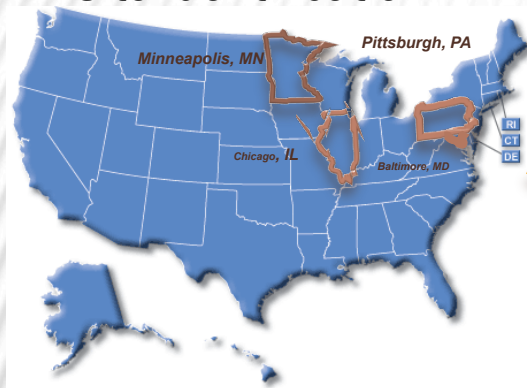 Pittsburgh, PA
Minneapolis, MN
Chicago, IL
Baltimore, MD
RI
CT
DE